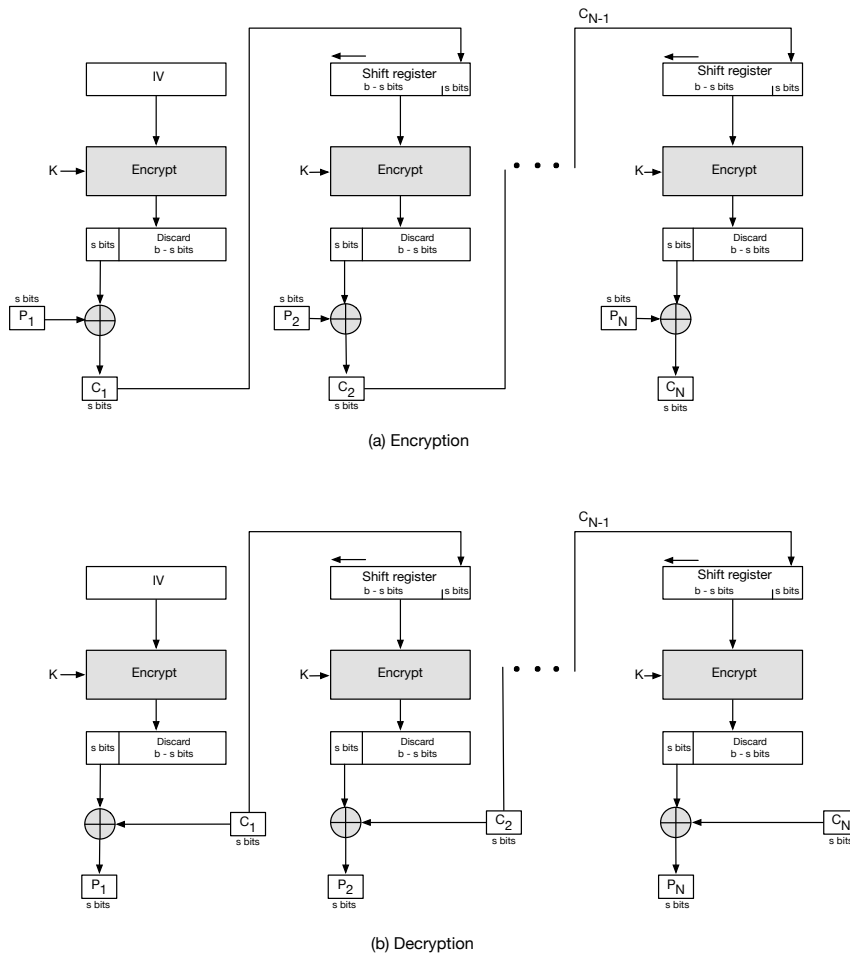 C_N-1
IV
Shift register
b - s bits
s bits
Shift register
b - s bits
s bits
K
Encrypt
K
Encrypt
K
Encrypt
s bits
Discard
b - s bits
s bits
Discard
b - s bits
s bits
Discard
b - s bits
s bits
P_1
s bits
P_2
s bits
P_N
C_1
s bits
C_2
s bits
C_N
s bits
(a) Encryption
C_N-1
IV
Shift register
b - s bits
s bits
Shift register
b - s bits
s bits
K
Encrypt
K
Encrypt
K
Encrypt
s bits
Discard
b - s bits
s bits
Discard
b - s bits
s bits
Discard
b - s bits
C_1
s bits
C_2
s bits
C_N
s bits
P_1
s bits
P_2
s bits
P_N
s bits
(b) Decryption